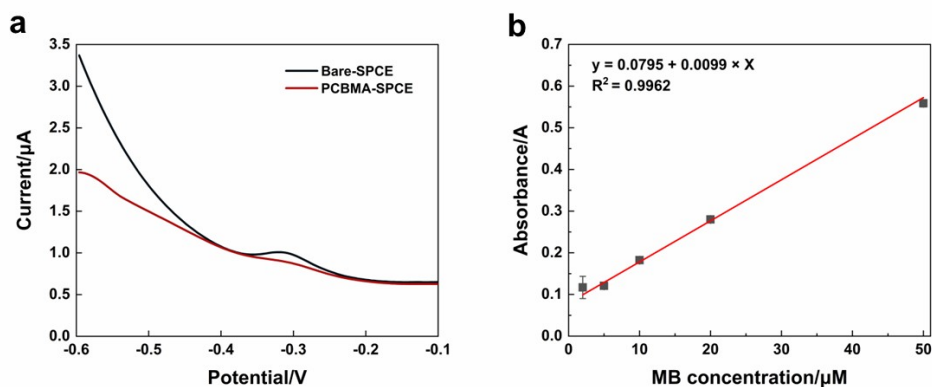 a
3.5
3.0
2.5
2.0
1.5
1.0
0.5
0.0
Current/µA
Bare-SPCE
PCBMA-SPCE
-0.6 -0.5 -0.4 -0.3 -0.2 -0.1
Potential/V
b
0.7
0.6
0.5
0.4
0.3
0.2
0.1
0.0
Absorbance/A
y = 0.0795 + 0.0099 × X
R² = 0.9962
0 10 20 30 40 50
MB concentration/µM